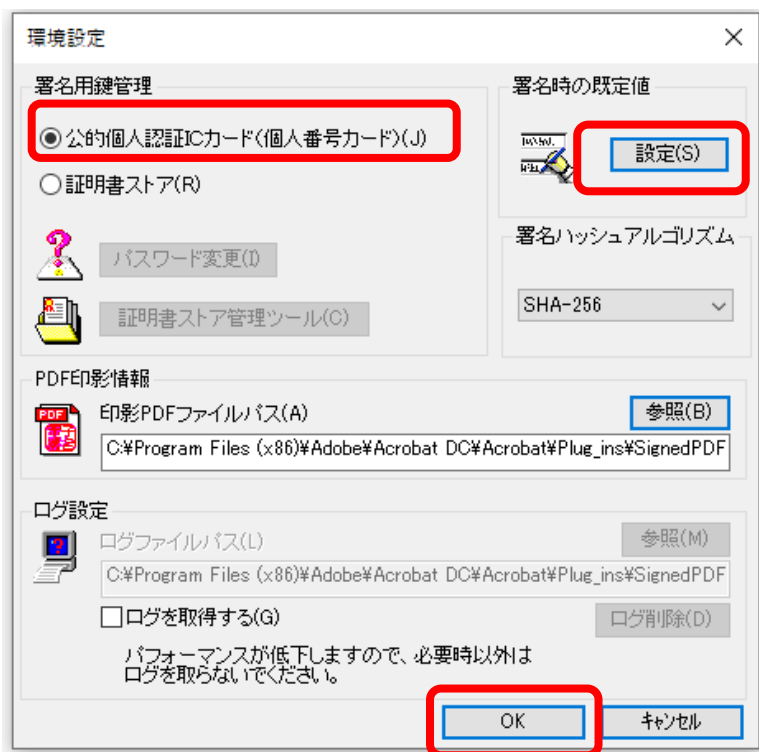 環境設定
署名用鍵管理
公的個人認証ICカード(個人番号カード)(J)
証明書ストア(R)
パスワード変更(I)
証明書ストア管理ツール(C)
署名時の既定値
設定(S)
署名ハッシュアルゴリズム
SHA-256
PDF印影情報
印影PDFファイルパス(A)
参照(B)
C:¥Program Files (x86)¥Adobe¥Acrobat DC¥Acrobat¥Plug_ins¥SignedPDF
ログ設定
ログファイルパス(L)
参照(M)
C:¥Program Files (x86)¥Adobe¥Acrobat DC¥Acrobat¥Plug_ins¥SignedPDF
ログを取得する(G)
ログ削除(D)
パフォーマンスが低下しますので、必要時以外は
ログを取らないでください。
OK
キャンセル